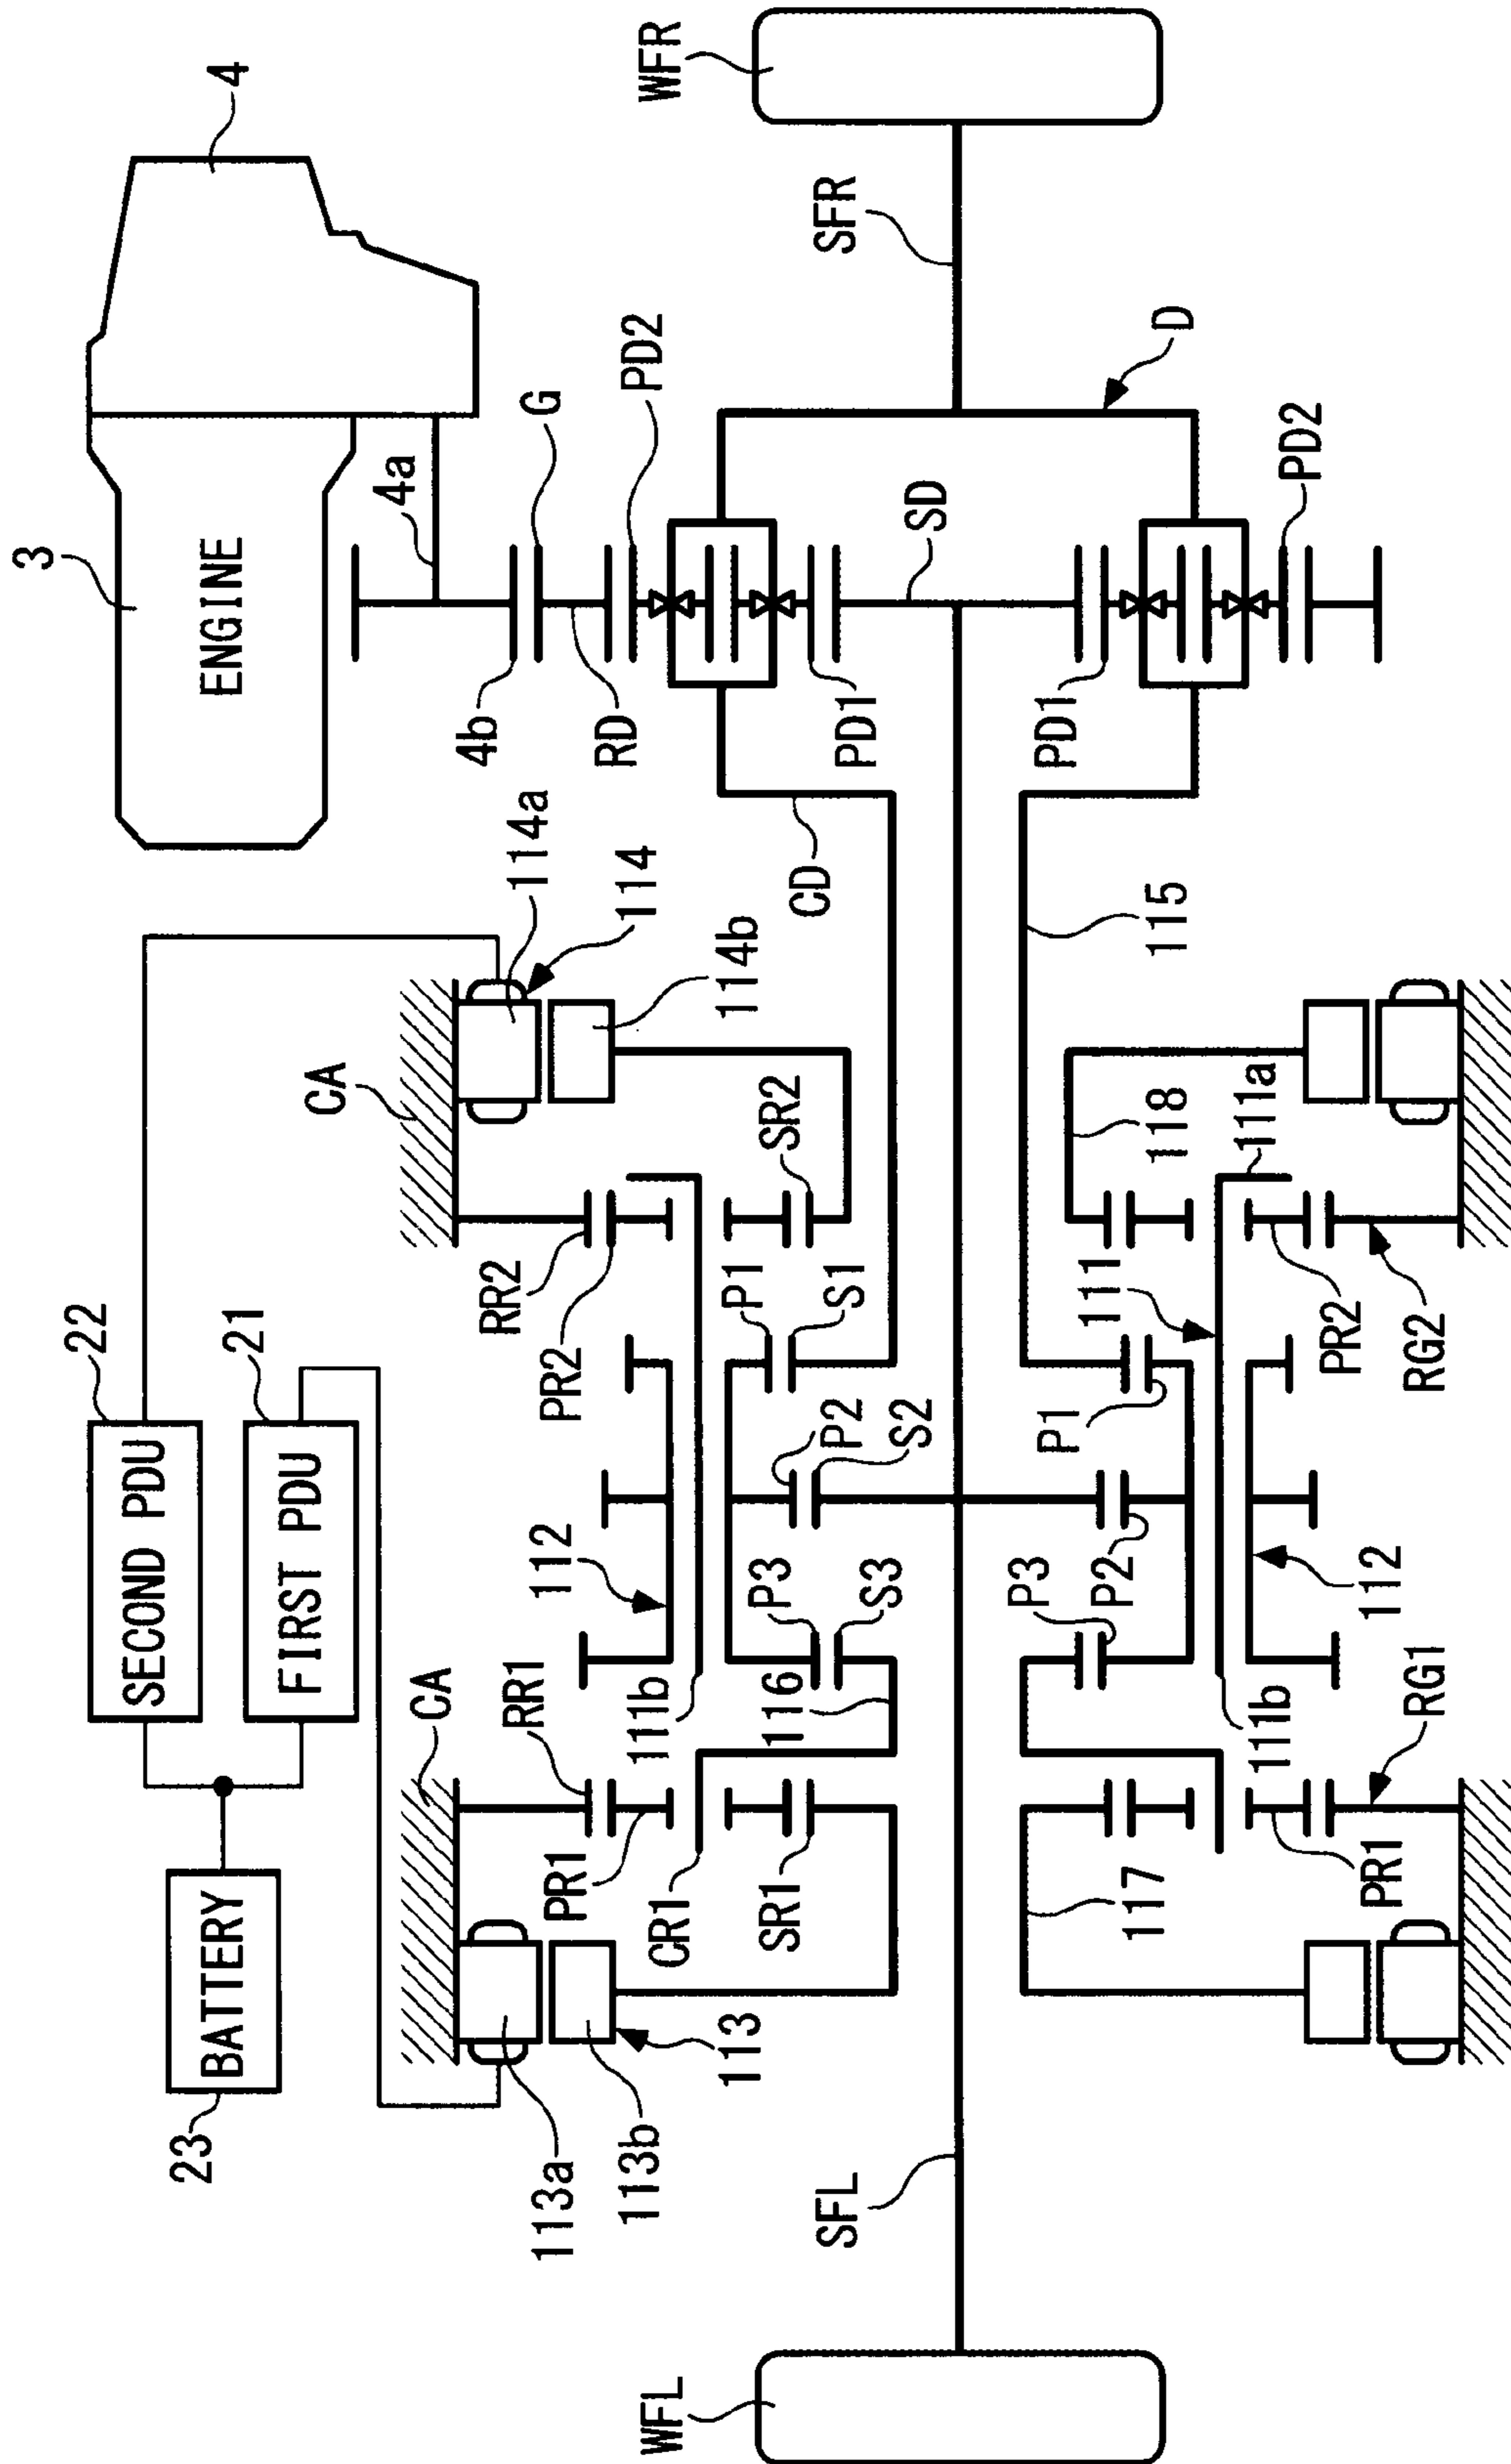 3
ENGINE
4
WFR
SFR
D
4a
G
PD2
PD2
SD
4b
RD
PD1
PD1
CD
114a
114
114b
115
CA
SR2
118
111a
RR2
PR2
P1
S1
111
PR2
RG2
22
21
SECOND PDU
FIRST PDU
P2
S2
P1
112
P3
S3
P3
P2
112
CA
RR1
111b
116
111b
RG1
BATTERY
23
PR1
CR1
SR1
117
PR1
113a
113b
113
SFL
WFL